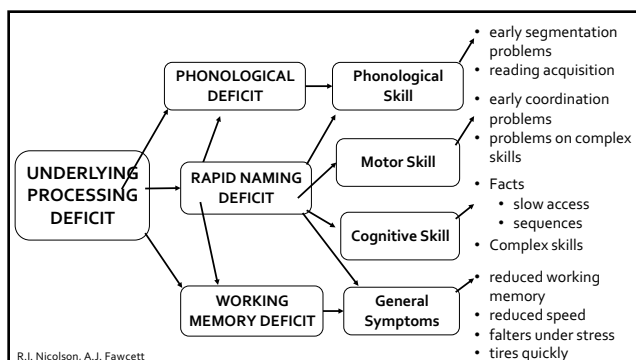 PHONOLOGICAL
DEFICIT
Phonological
Skill
• early segmentation
problems
• reading acquisition
UNDERLYING
PROCESSING
DEFICIT
RAPID NAMING
DEFICIT
Motor Skill
• early coordination
problems
• problems on complex
skills
Cognitive Skill
• Facts
• slow access
• sequences
• Complex skills
WORKING
MEMORY DEFICIT
General
Symptoms
• reduced working
memory
• reduced speed
• falters under stress
• tires quickly
R.I. Nicolson, A.J. Fawcett